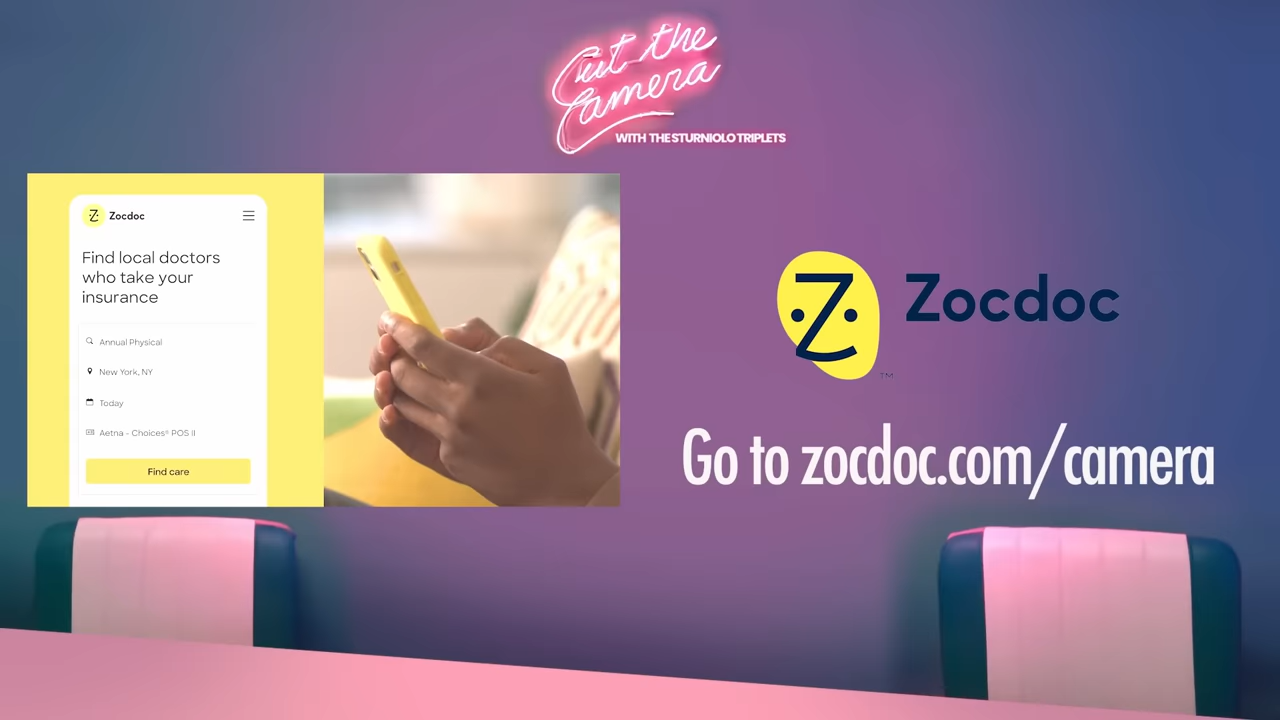 Cut the
Camera
WITH THE STURNIOLO TRIPLETS
Z Zocdoc
Find local doctors
who take your
insurance
Annual Physical
New York, NY
Today
Aetna - Choices® POS II
Find care
Z Zocdoc
TM
Go to zocdoc.com/camera